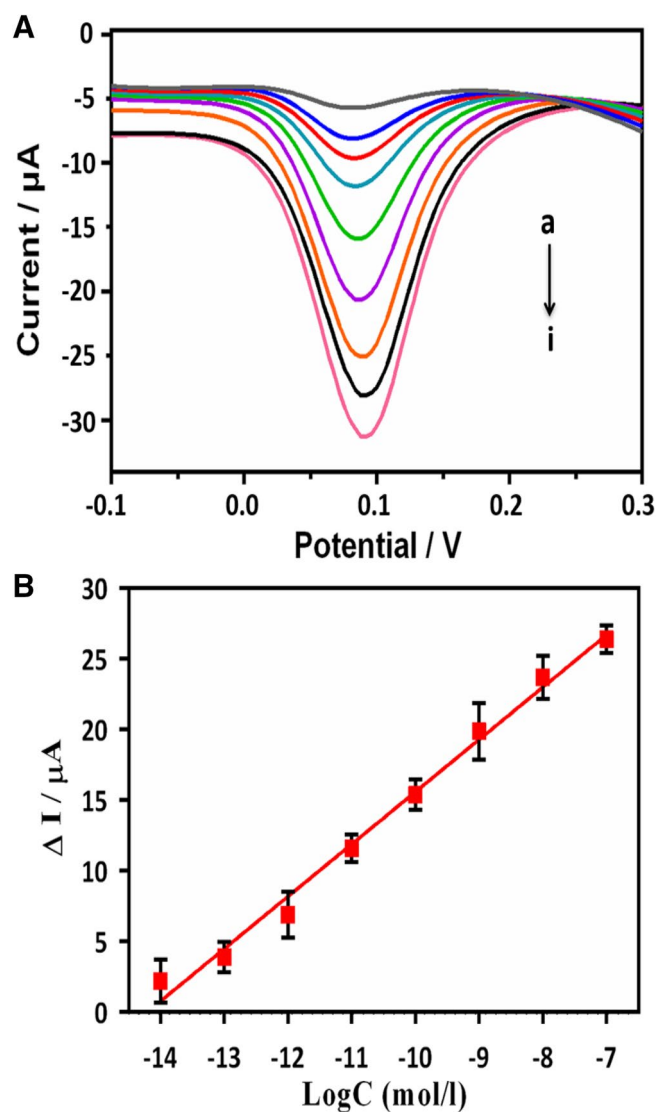 A
0
-5
-10
-15
-20
-25
-30
Current / μA
a
i
-0.1 0.0 0.1 0.2 0.3
Potential / V
B
30
25
20
15
10
5
0
Δ I / μA
-14 -13 -12 -11 -10 -9 -8 -7
LogC (mol/l)